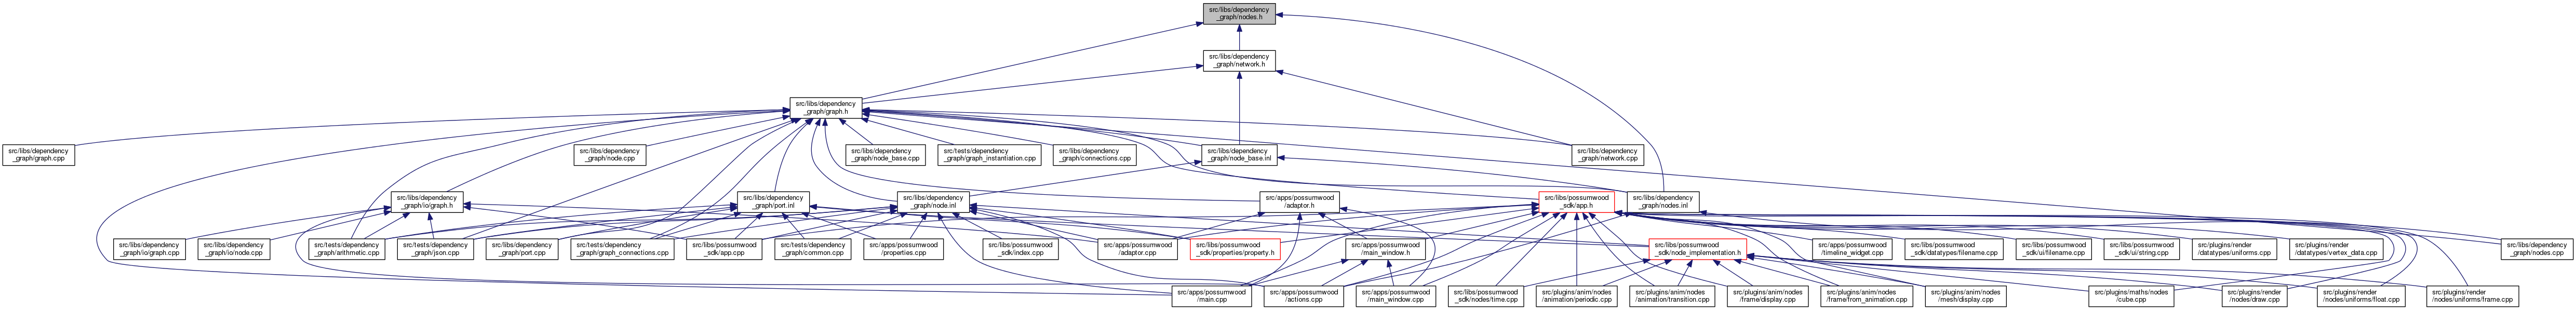 src/libs/dependency
_graph/nodes.h
src/libs/dependency
_graph/network.h
src/libs/dependency
_graph/graph.h
src/libs/dependency
_graph/graph.cpp
src/libs/dependency
_graph/node.cpp
src/libs/dependency
_graph/node_base.cpp
src/tests/dependency
_graph/graph_instantiation.cpp
src/libs/dependency
_graph/connections.cpp
src/libs/dependency
_graph/node_base.inl
src/libs/dependency
_graph/network.cpp
src/libs/dependency
_graph/io/graph.h
src/libs/dependency
_graph/port.inl
src/libs/dependency
_graph/node.inl
src/apps/possumwood
/adaptor.h
src/libs/possumwood
_sdk/app.h
src/libs/dependency
_graph/nodes.inl
src/libs/dependency
_graph/io/graph.cpp
src/libs/dependency
_graph/io/node.cpp
src/tests/dependency
_graph/arithmetic.cpp
src/tests/dependency
_graph/json.cpp
src/libs/dependency
_graph/port.cpp
src/tests/dependency
_graph/graph_connections.cpp
src/libs/possumwood
_sdk/app.cpp
src/tests/dependency
_graph/common.cpp
src/apps/possumwood
/properties.cpp
src/libs/possumwood
_sdk/index.cpp
src/apps/possumwood
/adaptor.cpp
src/libs/possumwood
_sdk/properties/property.h
src/apps/possumwood
/main_window.h
src/libs/possumwood
_sdk/node_implementation.h
src/apps/possumwood
/timeline_widget.cpp
src/libs/possumwood
_sdk/datatypes/filename.cpp
src/libs/possumwood
_sdk/ui/filename.cpp
src/libs/possumwood
_sdk/ui/string.cpp
src/plugins/render
/datatypes/uniforms.cpp
src/plugins/render
/datatypes/vertex_data.cpp
src/libs/dependency
_graph/nodes.cpp
src/apps/possumwood
/main.cpp
src/apps/possumwood
/actions.cpp
src/apps/possumwood
/main_window.cpp
src/libs/possumwood
_sdk/nodes/time.cpp
src/plugins/anim/nodes
/animation/periodic.cpp
src/plugins/anim/nodes
/animation/transition.cpp
src/plugins/anim/nodes
/frame/display.cpp
src/plugins/anim/nodes
/frame/from_animation.cpp
src/plugins/anim/nodes
/mesh/display.cpp
src/plugins/maths/nodes
/cube.cpp
src/plugins/render
/nodes/draw.cpp
src/plugins/render
/nodes/uniforms/float.cpp
src/plugins/render
/nodes/uniforms/frame.cpp